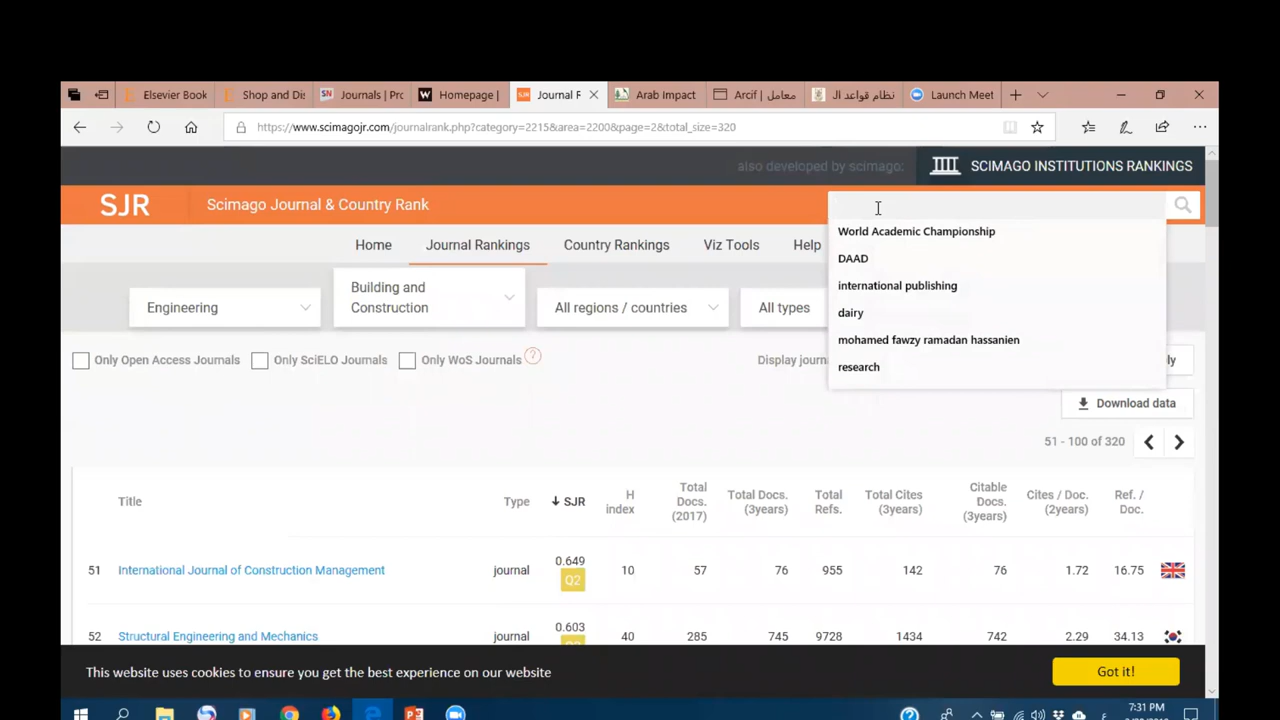 Elsevier Book
Shop and Dis
SN Journals | Pro
W Homepage |
SJR Journal F
Arab Impact
Arcif | معامل
نظام قواعد ال
Launch Meet
https://www.scimagojr.com/journalrank.php?category=2215&area=2200&page=2&total_size=320
also developed by scimago:
SCIMAGO INSTITUTIONS RANKINGS
SJR
Scimago Journal & Country Rank
World Academic Championship
DAAD
international publishing
dairy
mohamed fawzy ramadan hassanien
research
Home
Journal Rankings
Country Rankings
Viz Tools
Help
Engineering
Building and
Construction
All regions / countries
All types
Only Open Access Journals
Only SciELO Journals
Only WoS Journals
?
Display journa
ly
Download data
51 - 100 of 320
Title
Type
SJR
H
index
Total
Docs.
(2017)
Total Docs.
(3years)
Total
Refs.
Total Cites
(3years)
Citable
Docs.
(3years)
Cites / Doc.
(2years)
Ref. /
Doc.
51 International Journal of Construction Management journal 0.649 Q2 10 57 76 955 142 76 1.72 16.75
52 Structural Engineering and Mechanics journal 0.603 40 285 745 9728 1434 742 2.29 34.13
This website uses cookies to ensure you get the best experience on our website
Got it!
7:31 PM